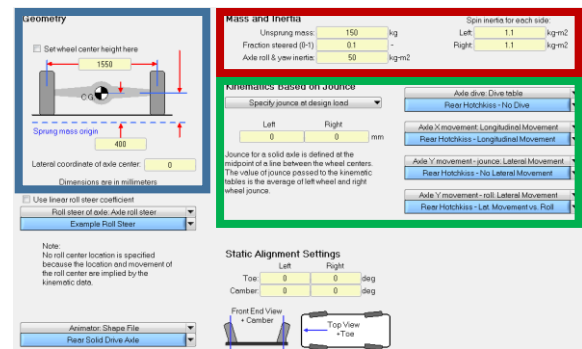 Geometry
Set wheel center height here
1550
CG
Sprung mass origin
400
Lateral coordinate of axle center: 0
Dimensions are in millimeters
Use linear roll steer coefficient
Roll steer of axle: Axle roll steer
Example Roll Steer
Note:
No roll center location is specified
because the location and movement of
the roll center are implied by the
kinematic data.
Animator: Shape File
Rear Solid Drive Axle
Mass and Inertia
Spin inertia for each side:
Unsprung mass: 150 kg
Left: 1.1 kg-m2
Fraction steered (0-1) 0.1 -
Right: 1.1 kg-m2
Axle roll & yaw inertia: 50 kg-m2
Kinematics Based on Jounce
Specify jounce at design load
Left Right
0 0 mm
Jounce for a solid axle is defined at the
midpoint of a line between the wheel centers.
The value of jounce passed to the kinematic
tables is the average of left wheel and right
wheel jounce.
Axle dive: Dive table
Rear Hotchkiss - No Dive
Axle X movement: Longitudinal Movement
Rear Hotchkiss - Longitudinal Movement
Axle Y movement - jounce: Lateral Movement
Rear Hotchkiss - No Lateral Movement
Axle Y movement - roll: Lateral Movement
Rear Hotchkiss - Lat. Movement vs. Roll
Static Alignment Settings
Left Right
Toe: 0 0 deg
Camber: 0 0 deg
Front End View
+ Camber
Top View
+Toe